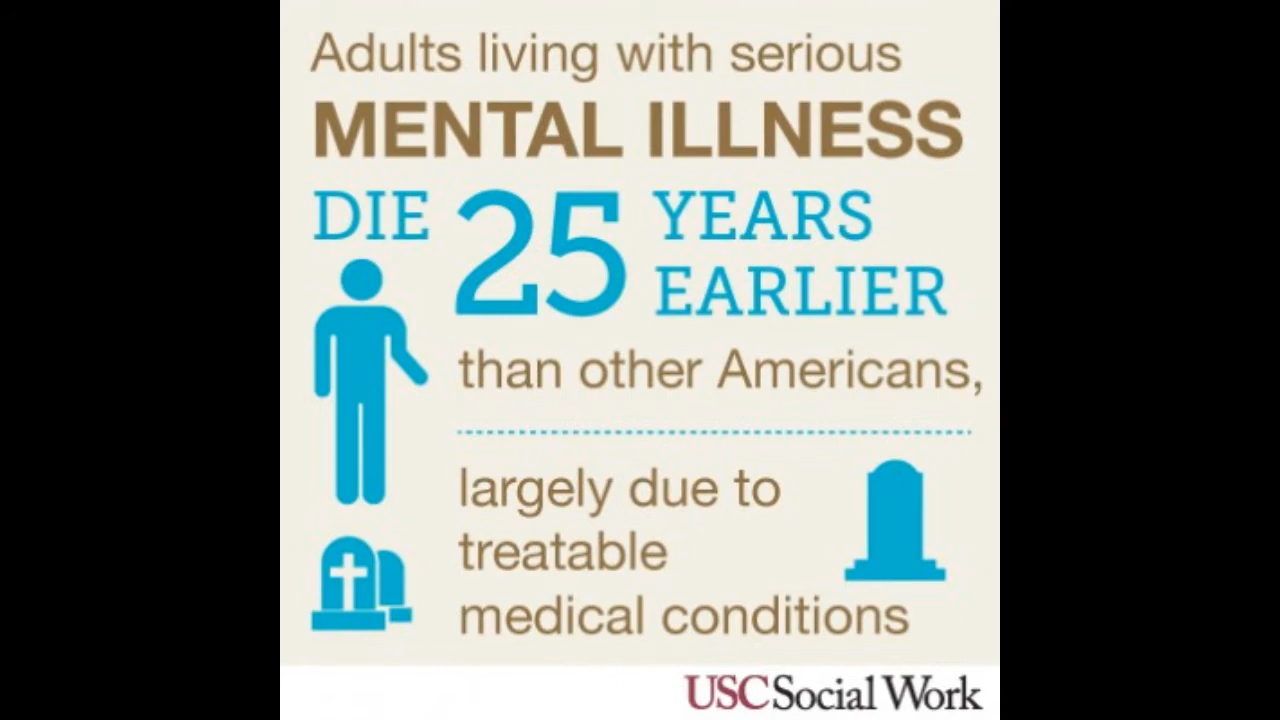 Adults living with serious
MENTAL ILLNESS
DIE 25 YEARS
EARLIER
than other Americans,
largely due to
treatable
medical conditions
USC Social Work